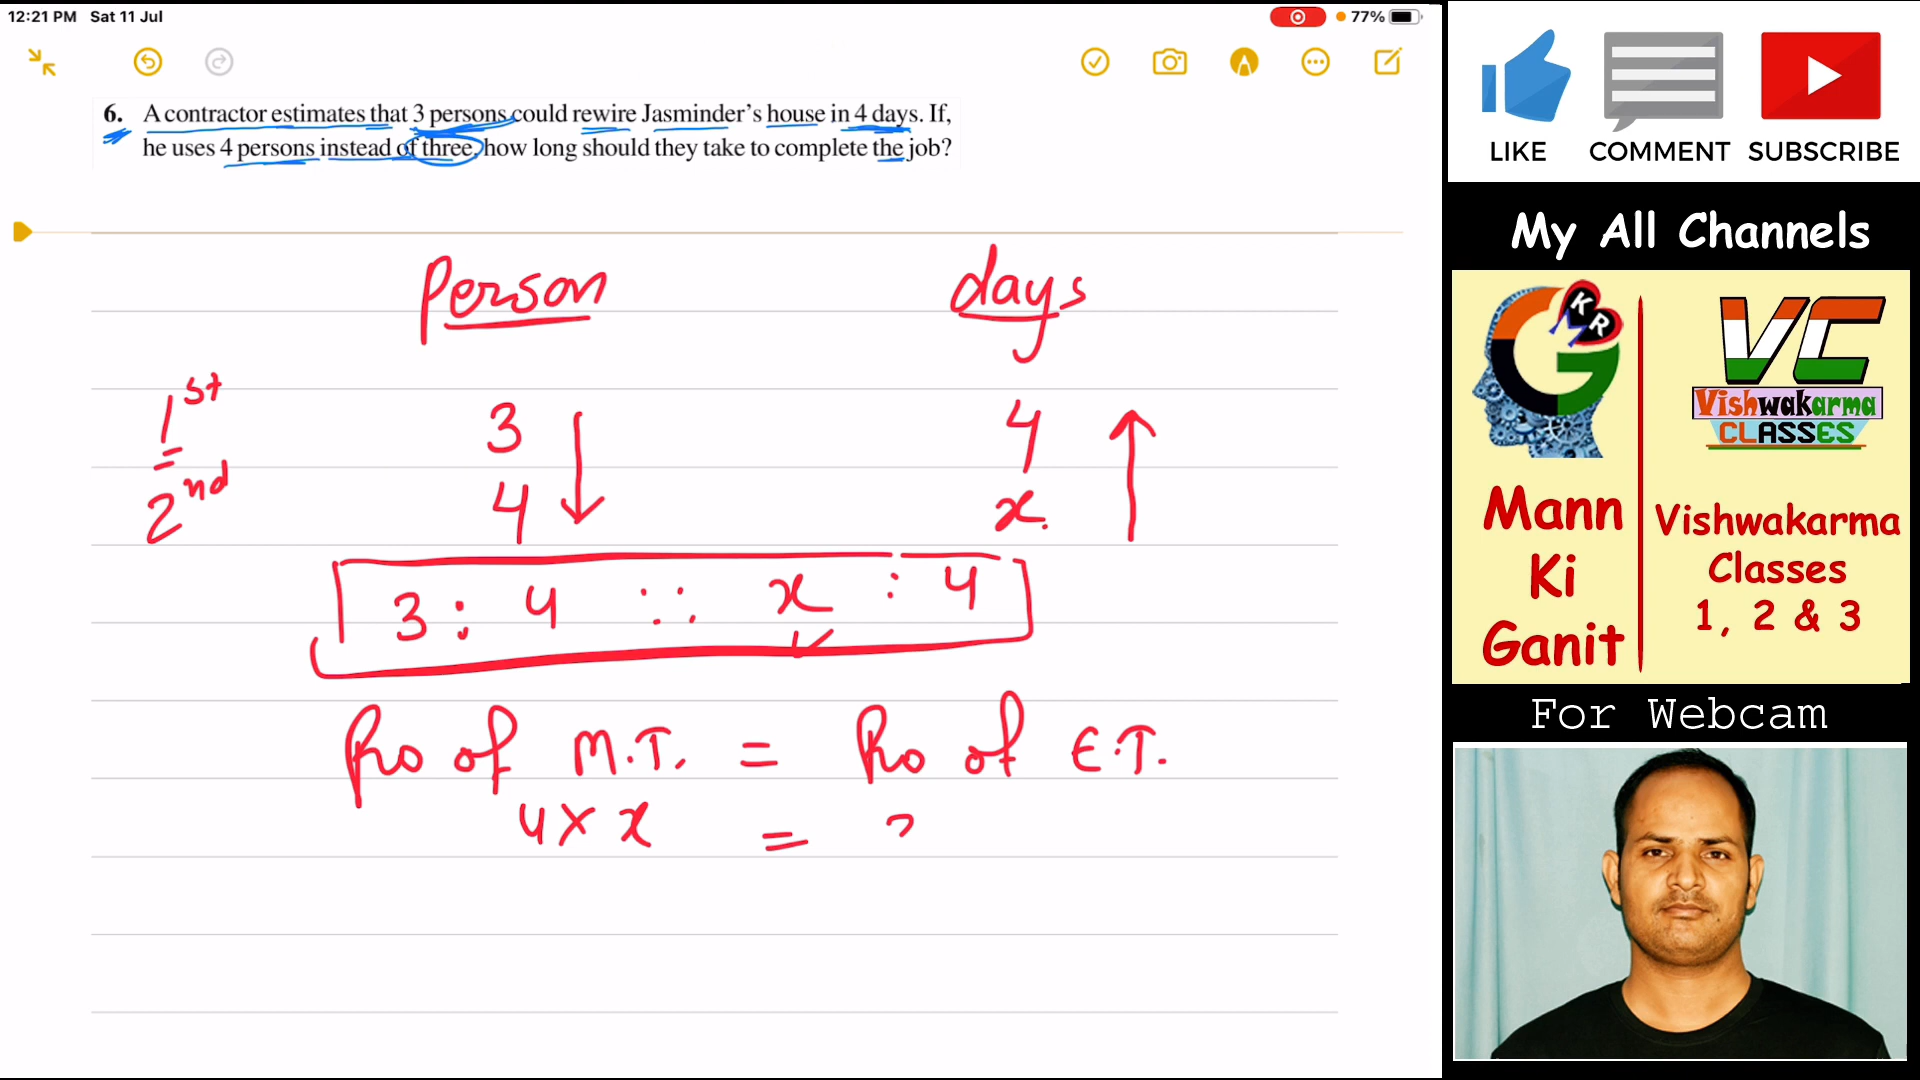 12:21 PM Sat 11 Jul
77%
6. A contractor estimates that 3 persons could rewire Jasminder's house in 4 days. If,
he uses 4 persons instead of three, how long should they take to complete the job?
Person days
1st 3 4
2nd 4 x
3 : 4 :: x : 4
Pro of M.T. = Pro of E.T.
4 × x =
LIKE COMMENT SUBSCRIBE
My All Channels
G KR
VC
Vishwakarma
CLASSES
Mann
Ki
Ganit
Vishwakarma
Classes
1, 2 & 3
For Webcam